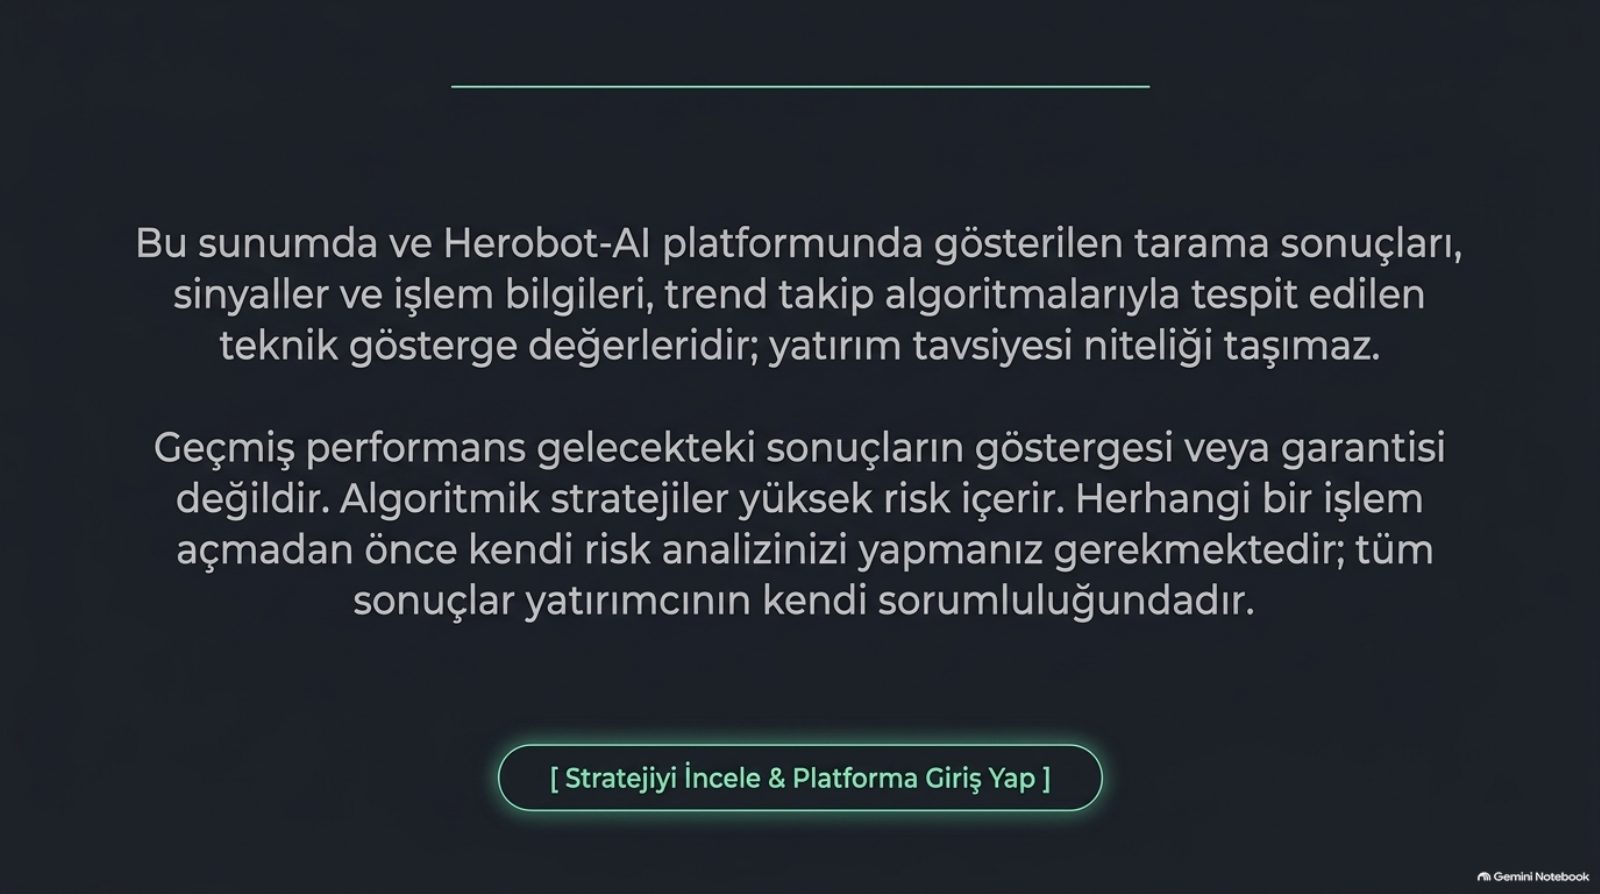 Bu sunumda ve Herobot-AI platformunda gösterilen tarama sonuçları,
sinyaller ve işlem bilgileri, trend takip algoritmalarıyla tespit edilen
teknik gösterge değerleridir; yatırım tavsiyesi niteliği taşımaz.
Geçmiş performans gelecekteki sonuçların göstergesi veya garantisi
değildir. Algoritmik stratejiler yüksek risk içerir. Herhangi bir işlem
açmadan önce kendi risk analizinizi yapmanız gerekmektedir; tüm
sonuçlar yatırımcının kendi sorumluluğundadır.
[ Stratejiyi İncele & Platforma Giriş Yap ]
Gemini Notebook